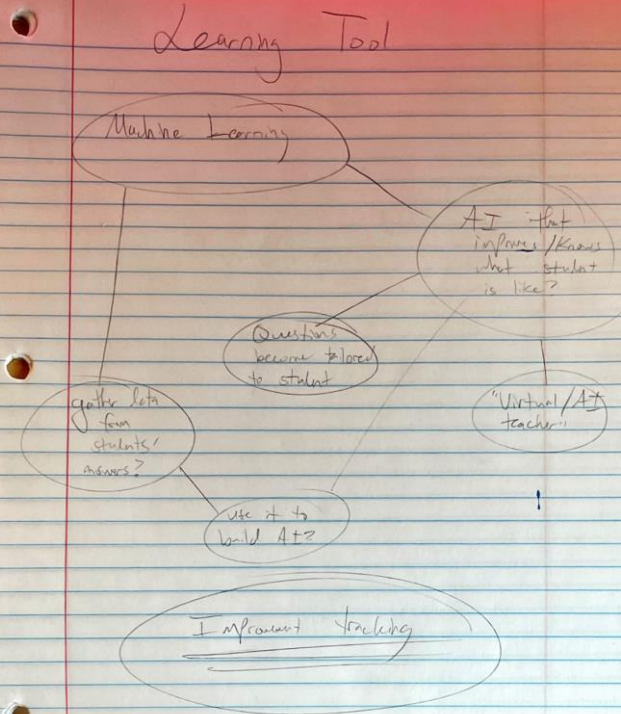 Learning Tool
Machine Learning
AI that
improves/knows
what student
is like?
Questions
become tailored
to student
gather data
from
students'
answers?
"Virtual/AI
teacher"
use it to
build AI?
Improvement tracking